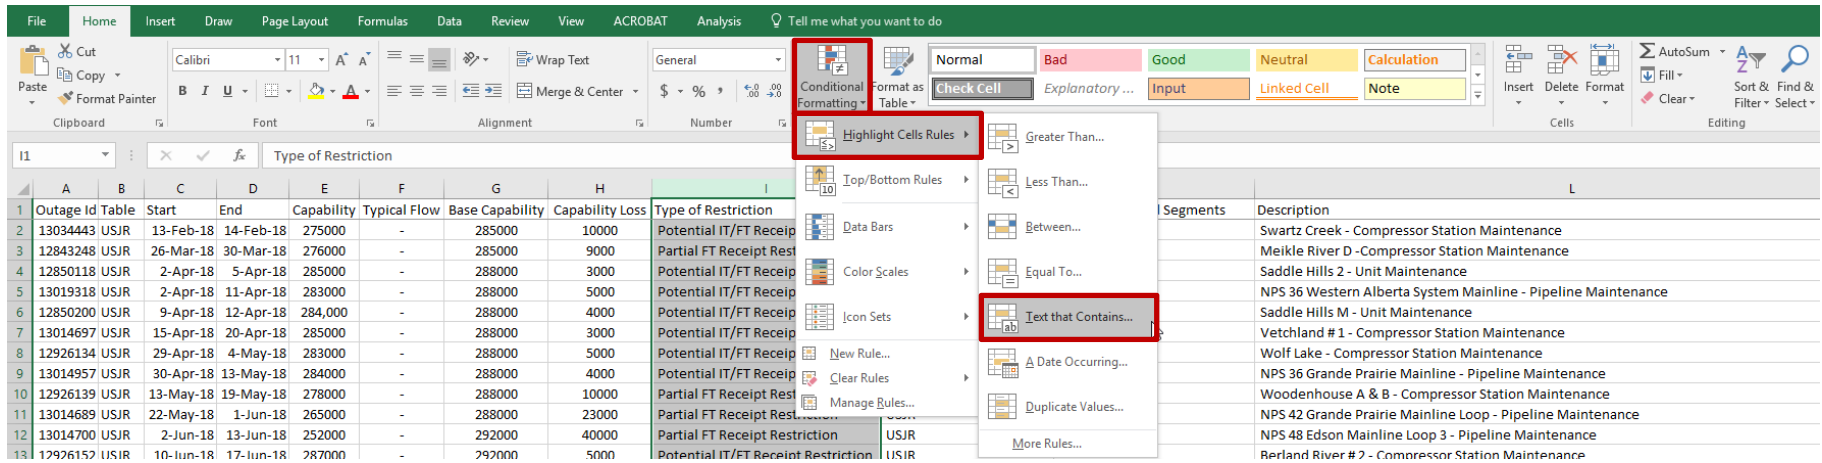 File Home Insert Draw Page Layout Formulas Data Review View ACROBAT Analysis Tell me what you want to do
Cut
Copy
Format Painter
Paste
Clipboard
Calibri 11 A A
B I U A
Font
Wrap Text
Merge & Center
Alignment
General
$ % , .00 .00
Number
Conditional Formatting
Format as Table
Normal Bad Good Neutral Calculation
Check Cell Explanatory ... Input Linked Cell Note
Insert Delete Format
Cells
AutoSum
Fill
Clear
Sort & Filter
Find & Select
Editing
I1 fx Type of Restriction
Highlight Cells Rules
Top/Bottom Rules
Data Bars
Color Scales
Icon Sets
New Rule...
Clear Rules
Manage Rules...
Greater Than...
Less Than...
Between...
Equal To...
Text that Contains...
A Date Occurring...
Duplicate Values...
More Rules...
A B C D E F G H I L
1 Outage Id Table Start End Capability Typical Flow Base Capability Capability Loss Type of Restriction Segments Description
2 13034443 USJR 13-Feb-18 14-Feb-18 275000 - 285000 10000 Potential IT/FT Receip Swartz Creek - Compressor Station Maintenance
3 12843248 USJR 26-Mar-18 30-Mar-18 276000 - 285000 9000 Partial FT Receipt Rest Meikle River D -Compressor Station Maintenance
4 12850118 USJR 2-Apr-18 5-Apr-18 285000 - 288000 3000 Potential IT/FT Receip Saddle Hills 2 - Unit Maintenance
5 13019318 USJR 2-Apr-18 11-Apr-18 283000 - 288000 5000 Potential IT/FT Receip NPS 36 Western Alberta System Mainline - Pipeline Maintenance
6 12850200 USJR 9-Apr-18 12-Apr-18 284,000 - 288000 4000 Potential IT/FT Receip Saddle Hills M - Unit Maintenance
7 13014697 USJR 15-Apr-18 20-Apr-18 285000 - 288000 3000 Potential IT/FT Receip Vetchland # 1 - Compressor Station Maintenance
8 12926134 USJR 29-Apr-18 4-May-18 283000 - 288000 5000 Potential IT/FT Receip Wolf Lake - Compressor Station Maintenance
9 13014957 USJR 30-Apr-18 13-May-18 284000 - 288000 4000 Potential IT/FT Receip NPS 36 Grande Prairie Mainline - Pipeline Maintenance
10 12926139 USJR 13-May-18 19-May-18 278000 - 288000 10000 Partial FT Receipt Rest Woodenhouse A & B - Compressor Station Maintenance
11 13014689 USJR 22-May-18 1-Jun-18 265000 - 288000 23000 Partial FT Receipt Restriction USJR NPS 42 Grande Prairie Mainline Loop - Pipeline Maintenance
12 13014700 USJR 2-Jun-18 13-Jun-18 252000 - 292000 40000 Partial FT Receipt Restriction USJR NPS 48 Edson Mainline Loop 3 - Pipeline Maintenance
13 12926152 USJR 10-Jun-18 17-Jun-18 287000 - 292000 5000 Potential IT/FT Receipt Restriction USJR Berland River # 2 - Compressor Station Maintenance